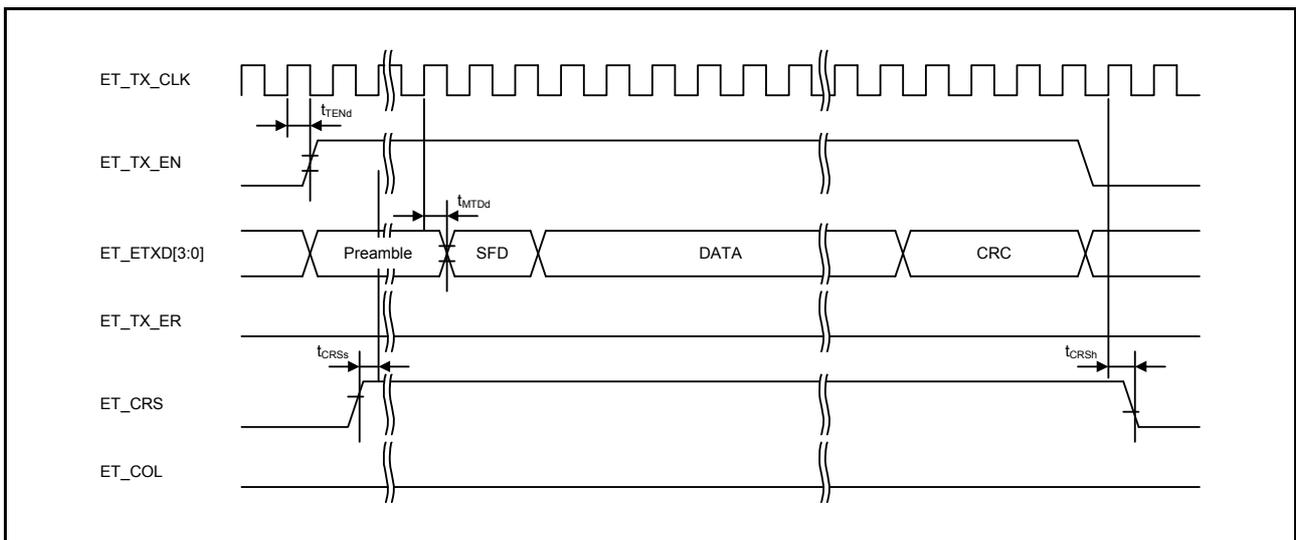 ET_TX_CLK
tTENd
ET_TX_EN
tMTDd
ET_ETXD[3:0]
Preamble
SFD
DATA
CRC
ET_TX_ER
tCRSs
tCRSh
ET_CRS
ET_COL